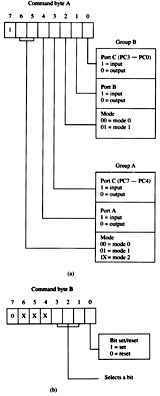 Command byte A
7 6 5 4 3 2 1 0
1
Group B
Port C (PC3 — PC0)
1 = input
0 = output
Port B
1 = input
0 = output
Mode
00 = mode 0
01 = mode 1
Group A
Port C (PC7 — PC4)
1 = input
0 = output
Port A
1 = input
0 = output
Mode
00 = mode 0
01 = mode 1
1X = mode 2
(a)
Command byte B
7 6 5 4 3 2 1 0
0 X X X
Bit set/reset
1 = set
0 = reset
Selects a bit
(b)